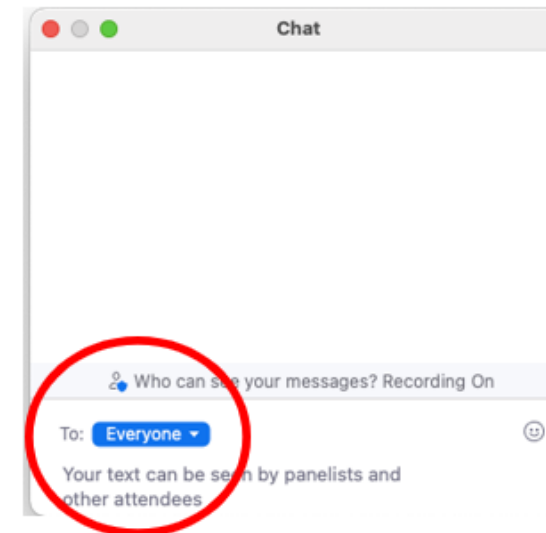 Chat
Who can see your messages? Recording On
To: Everyone
Your text can be seen by panelists and
other attendees